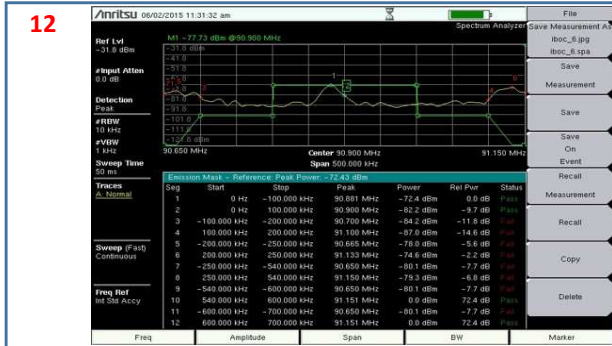 12
Anritsu 06/02/2015 11:31:32 am
Spectrum Analyzer
Ref Lvl
-31.8 dBm
#Input Atten
0.0 dB
Detection
Peak
#RBW
10 kHz
#VBW
1 kHz
Sweep Time
50 ms
Traces
A: Normal
Sweep (Fast)
Continuous
Freq Ref
Int Std Accy
M1 -77.73 dBm @90.900 MHz
-31.8 dBm
90.650 MHz
Center 90.900 MHz
Span 500.000 kHz
91.150 MHz
Emission Mask - Reference: Peak Power: -72.43 dBm
Seg Start Stop Peak Power Rel Pwr Status
1 0 Hz -100.000 kHz 90.881 MHz -72.4 dBm 0.0 dB Pass
2 0 Hz 100.000 kHz 90.900 MHz -82.2 dBm -9.7 dB Pass
3 -100.000 kHz -200.000 kHz 90.700 MHz -84.2 dBm -11.8 dB Fail
4 100.000 kHz 200.000 kHz 91.100 MHz -87.0 dBm -14.6 dB Fail
5 -200.000 kHz -250.000 kHz 90.665 MHz -78.0 dBm -5.6 dB Fail
6 200.000 kHz 250.000 kHz 91.133 MHz -74.6 dBm -2.2 dB Fail
7 -250.000 kHz -540.000 kHz 90.650 MHz -80.1 dBm -7.7 dB Fail
8 250.000 kHz 540.000 kHz 91.150 MHz -79.3 dBm -6.8 dB Fail
9 -540.000 kHz -600.000 kHz 90.650 MHz -80.1 dBm -7.7 dB Fail
10 540.000 kHz 600.000 kHz 91.151 MHz 0.0 dBm 72.4 dB Pass
11 -600.000 kHz -700.000 kHz 90.650 MHz -80.1 dBm -7.7 dB Fail
12 600.000 kHz 700.000 kHz 91.151 MHz 0.0 dBm 72.4 dB Pass
File
Save Measurement As
iboc_6.jpg
iboc_6.spa
Save
Measurement
Save
Save
On
Event
Recall
Measurement
Recall
Copy
Delete
Freq
Amplitude
Span
BW
Marker